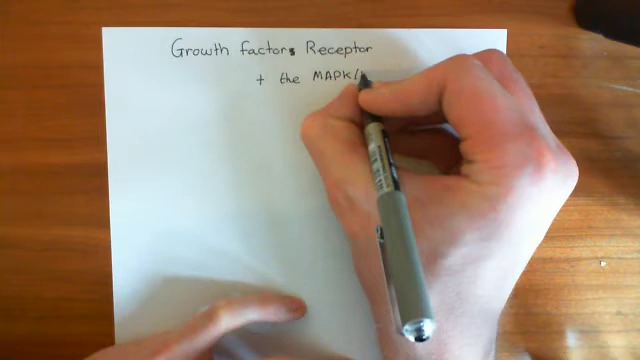 Growth factors Receptor
+ the MAPK/